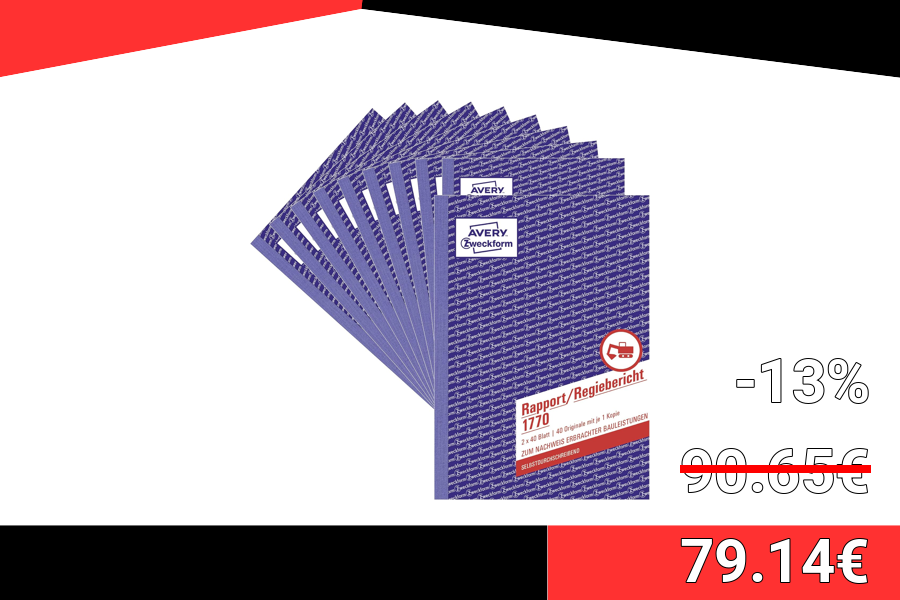 AVERY
AVERY
Zweckform
Rapport/Regiebericht
1770
2 x 40 Blatt | 40 Originale mit je 1 Kopie
ZUM NACHWEIS ERBRACHTER BAULEISTUNGEN
SELBSTDURCHSCHREIBEND
-13%
90.65€
79.14€